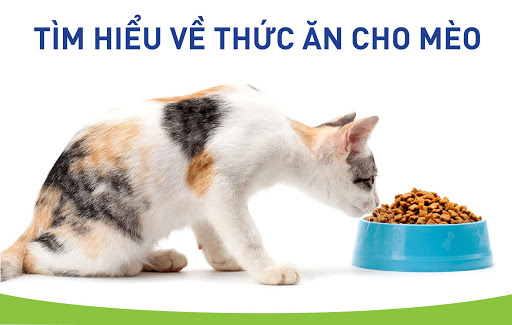 TÌM HIỂU VỀ THỨC ĂN CHO MÈO